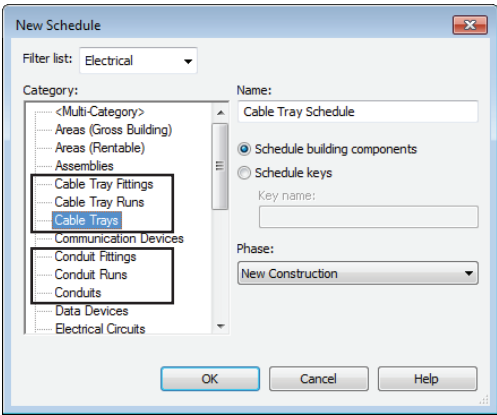 New Schedule
Filter list: Electrical
Category:
<Multi-Category>
Areas (Gross Building)
Areas (Rentable)
Assemblies
Cable Tray Fittings
Cable Tray Runs
Cable Trays
Communication Devices
Conduit Fittings
Conduit Runs
Conduits
Data Devices
Electrical Circuits
Name:
Cable Tray Schedule
Schedule building components
Schedule keys
Key name:
Phase:
New Construction
OK Cancel Help